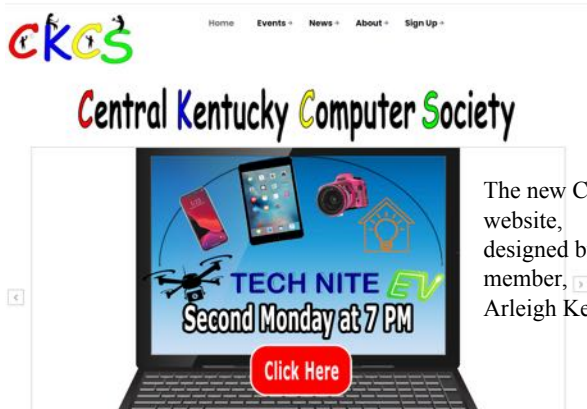 CKCS
Home Events + News + About + Sign Up +
Central Kentucky Computer Society
The new C
website,
designed b
member,
Arleigh Ke
TECH NITE EV
Second Monday at 7 PM
Click Here